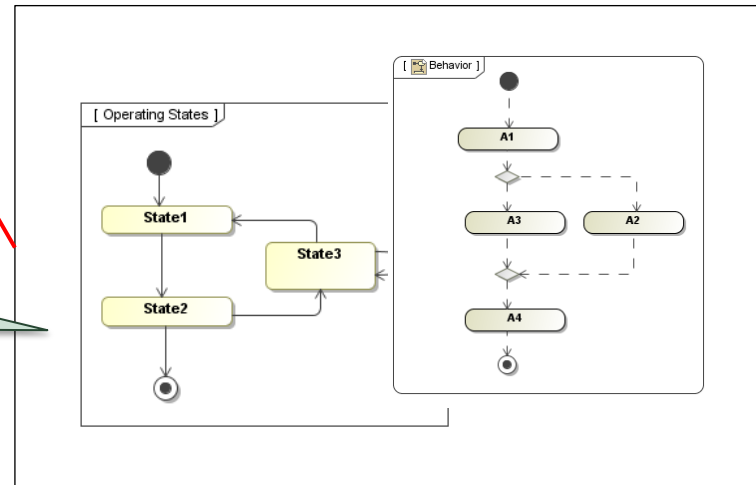 [ Operating States ]
State1
State3
State2
[ Behavior ]
A1
A3 A2
A4